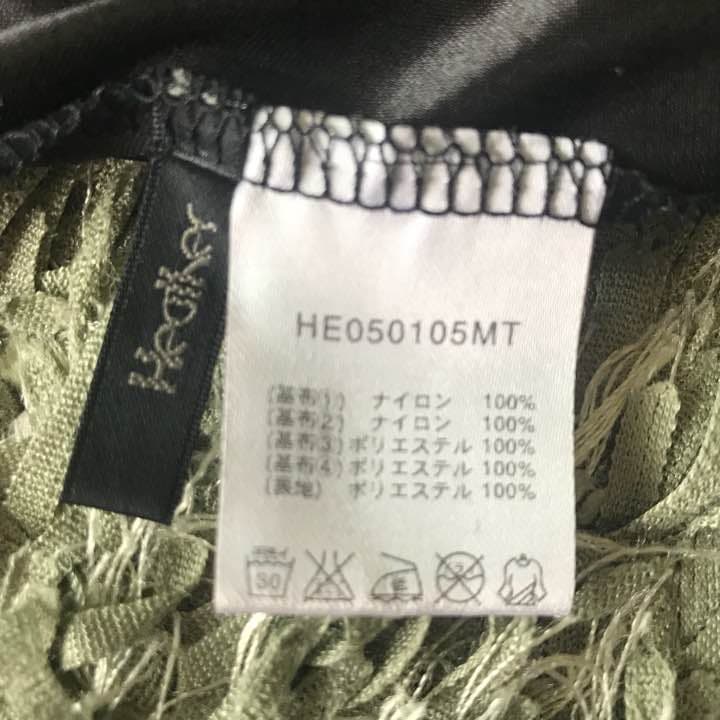 Heather
HE050105MT
(基布1) ナイロン 100%
(基布2) ナイロン 100%
(基布3) ポリエステル 100%
(基布4) ポリエステル 100%
(裏地) ポリエステル 100%
30